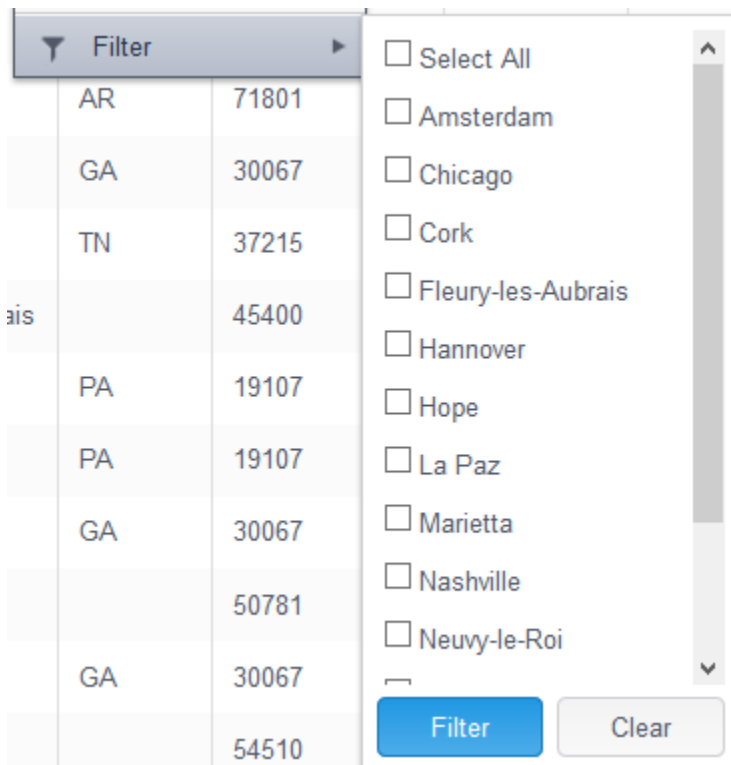 Filter
AR 71801
GA 30067
TN 37215
ais 45400
PA 19107
PA 19107
GA 30067
50781
GA 30067
54510
Select All
Amsterdam
Chicago
Cork
Fleury-les-Aubrais
Hannover
Hope
La Paz
Marietta
Nashville
Neuvy-le-Roi
Filter Clear